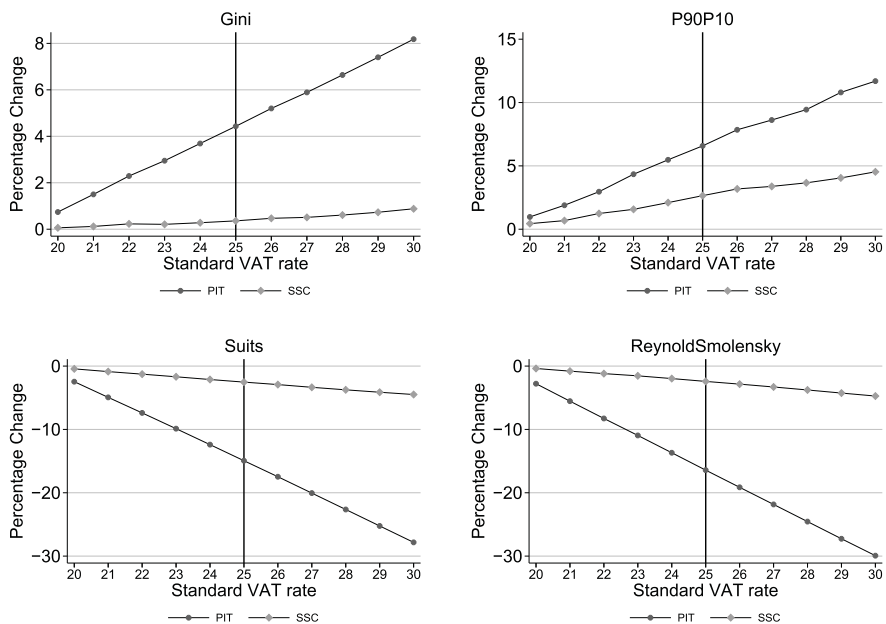 Gini
Percentage Change
8
6
4
2
0
20 21 22 23 24 25 26 27 28 29 30
Standard VAT rate
PIT SSC
P90P10
Percentage Change
15
10
5
0
20 21 22 23 24 25 26 27 28 29 30
Standard VAT rate
PIT SSC
Suits
Percentage Change
0
−10
−20
−30
20 21 22 23 24 25 26 27 28 29 30
Standard VAT rate
PIT SSC
ReynoldSmolensky
Percentage Change
0
−10
−20
−30
20 21 22 23 24 25 26 27 28 29 30
Standard VAT rate
PIT SSC